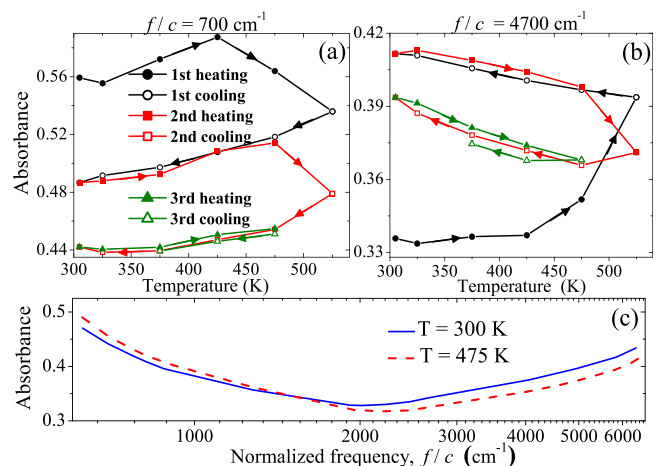 f / c = 700 cm⁻¹
f / c = 4700 cm⁻¹
(a)
0.56
0.52
0.48
0.44
Absorbance
1st heating
1st cooling
2nd heating
2nd cooling
3rd heating
3rd cooling
300 350 400 450 500
Temperature (K)
(b)
0.42
0.39
0.36
0.33
Absorbance
300 350 400 450 500
Temperature (K)
(c)
0.5
0.4
0.3
Absorbance
T = 300 K
T = 475 K
1000 2000 3000 4000 5000 6000
Normalized frequency, f / c (cm⁻¹)